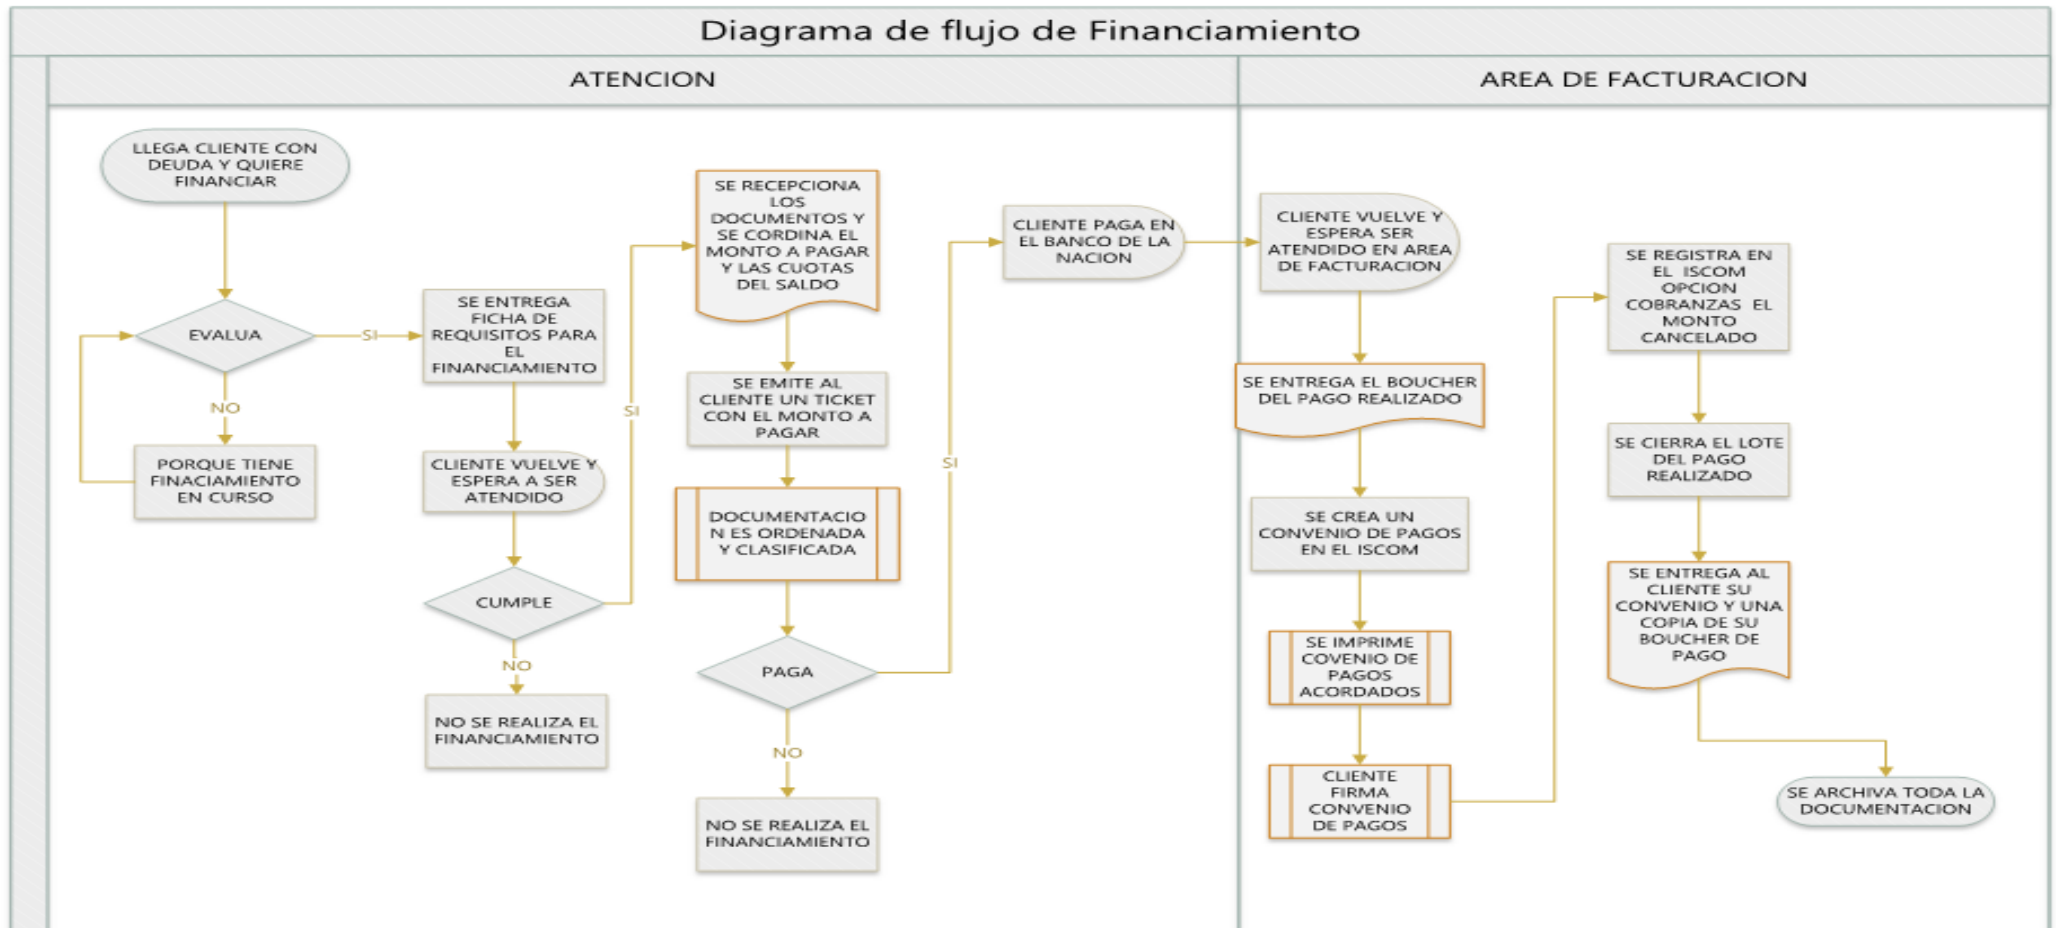 Diagrama de flujo de Financiamiento
ATENCION
AREA DE FACTURACION
LLEGA CLIENTE CON
DEUDA Y QUIERE
FINANCIAR
EVALUA
SI
NO
PORQUE TIENE
FINACIAMIENTO
EN CURSO
SE ENTREGA
FICHA DE
REQUISITOS PARA
EL
FINANCIAMIENTO
CLIENTE VUELVE Y
ESPERA A SER
ATENDIDO
CUMPLE
SI
NO
NO SE REALIZA EL
FINANCIAMIENTO
SE RECEPCIONA
LOS
DOCUMENTOS Y
SE CORDINA EL
MONTO A PAGAR
Y LAS CUOTAS
DEL SALDO
SE EMITE AL
CLIENTE UN TICKET
CON EL MONTO A
PAGAR
DOCUMENTACIO
N ES ORDENADA
Y CLASIFICADA
PAGA
SI
NO
NO SE REALIZA EL
FINANCIAMIENTO
CLIENTE PAGA EN
EL BANCO DE LA
NACION
CLIENTE VUELVE Y
ESPERA SER
ATENDIDO EN AREA
DE FACTURACION
SE ENTREGA EL BOUCHER
DEL PAGO REALIZADO
SE CREA UN
CONVENIO DE PAGOS
EN EL ISCOM
SE IMPRIME
COVENIO DE
PAGOS
ACORDADOS
CLIENTE
FIRMA
CONVENIO
DE PAGOS
SE REGISTRA EN
EL ISCOM
OPCION
COBRANZAS EL
MONTO
CANCELADO
SE CIERRA EL LOTE
DEL PAGO
REALIZADO
SE ENTREGA AL
CLIENTE SU
CONVENIO Y UNA
COPIA DE SU
BOUCHER DE
PAGO
SE ARCHIVA TODA LA
DOCUMENTACION